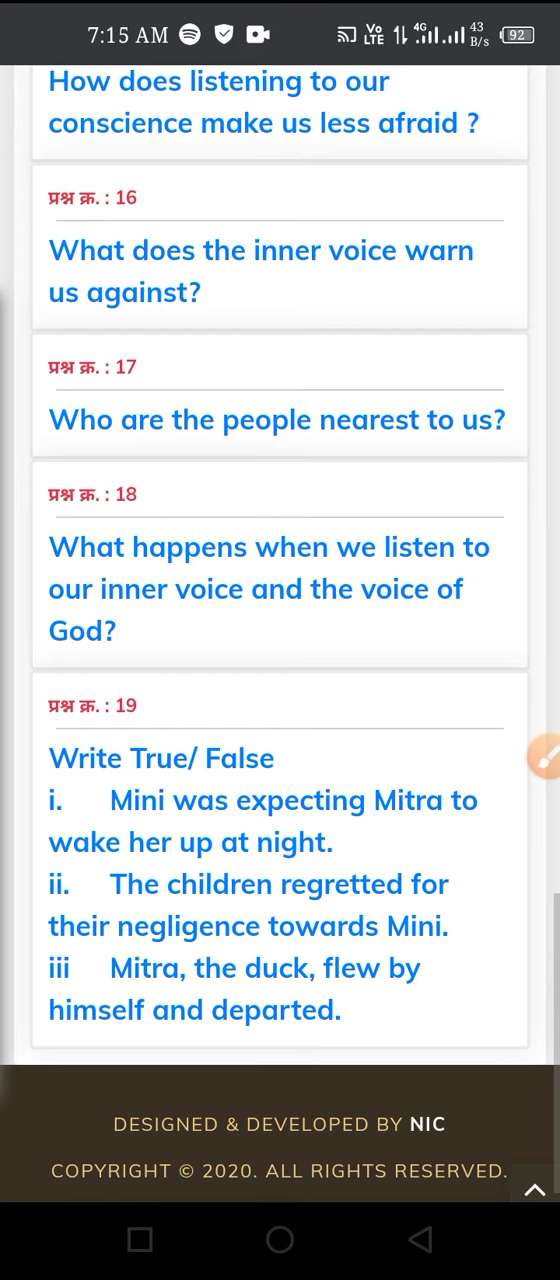 7:15 AM Vo LTE 4G 43 B/s 92
How does listening to our
conscience make us less afraid ?
प्रश्न क्र. : 16
What does the inner voice warn
us against?
प्रश्न क्र. : 17
Who are the people nearest to us?
प्रश्न क्र. : 18
What happens when we listen to
our inner voice and the voice of
God?
प्रश्न क्र. : 19
Write True/ False
i. Mini was expecting Mitra to
wake her up at night.
ii. The children regretted for
their negligence towards Mini.
iii Mitra, the duck, flew by
himself and departed.
DESIGNED & DEVELOPED BY NIC
COPYRIGHT © 2020. ALL RIGHTS RESERVED.